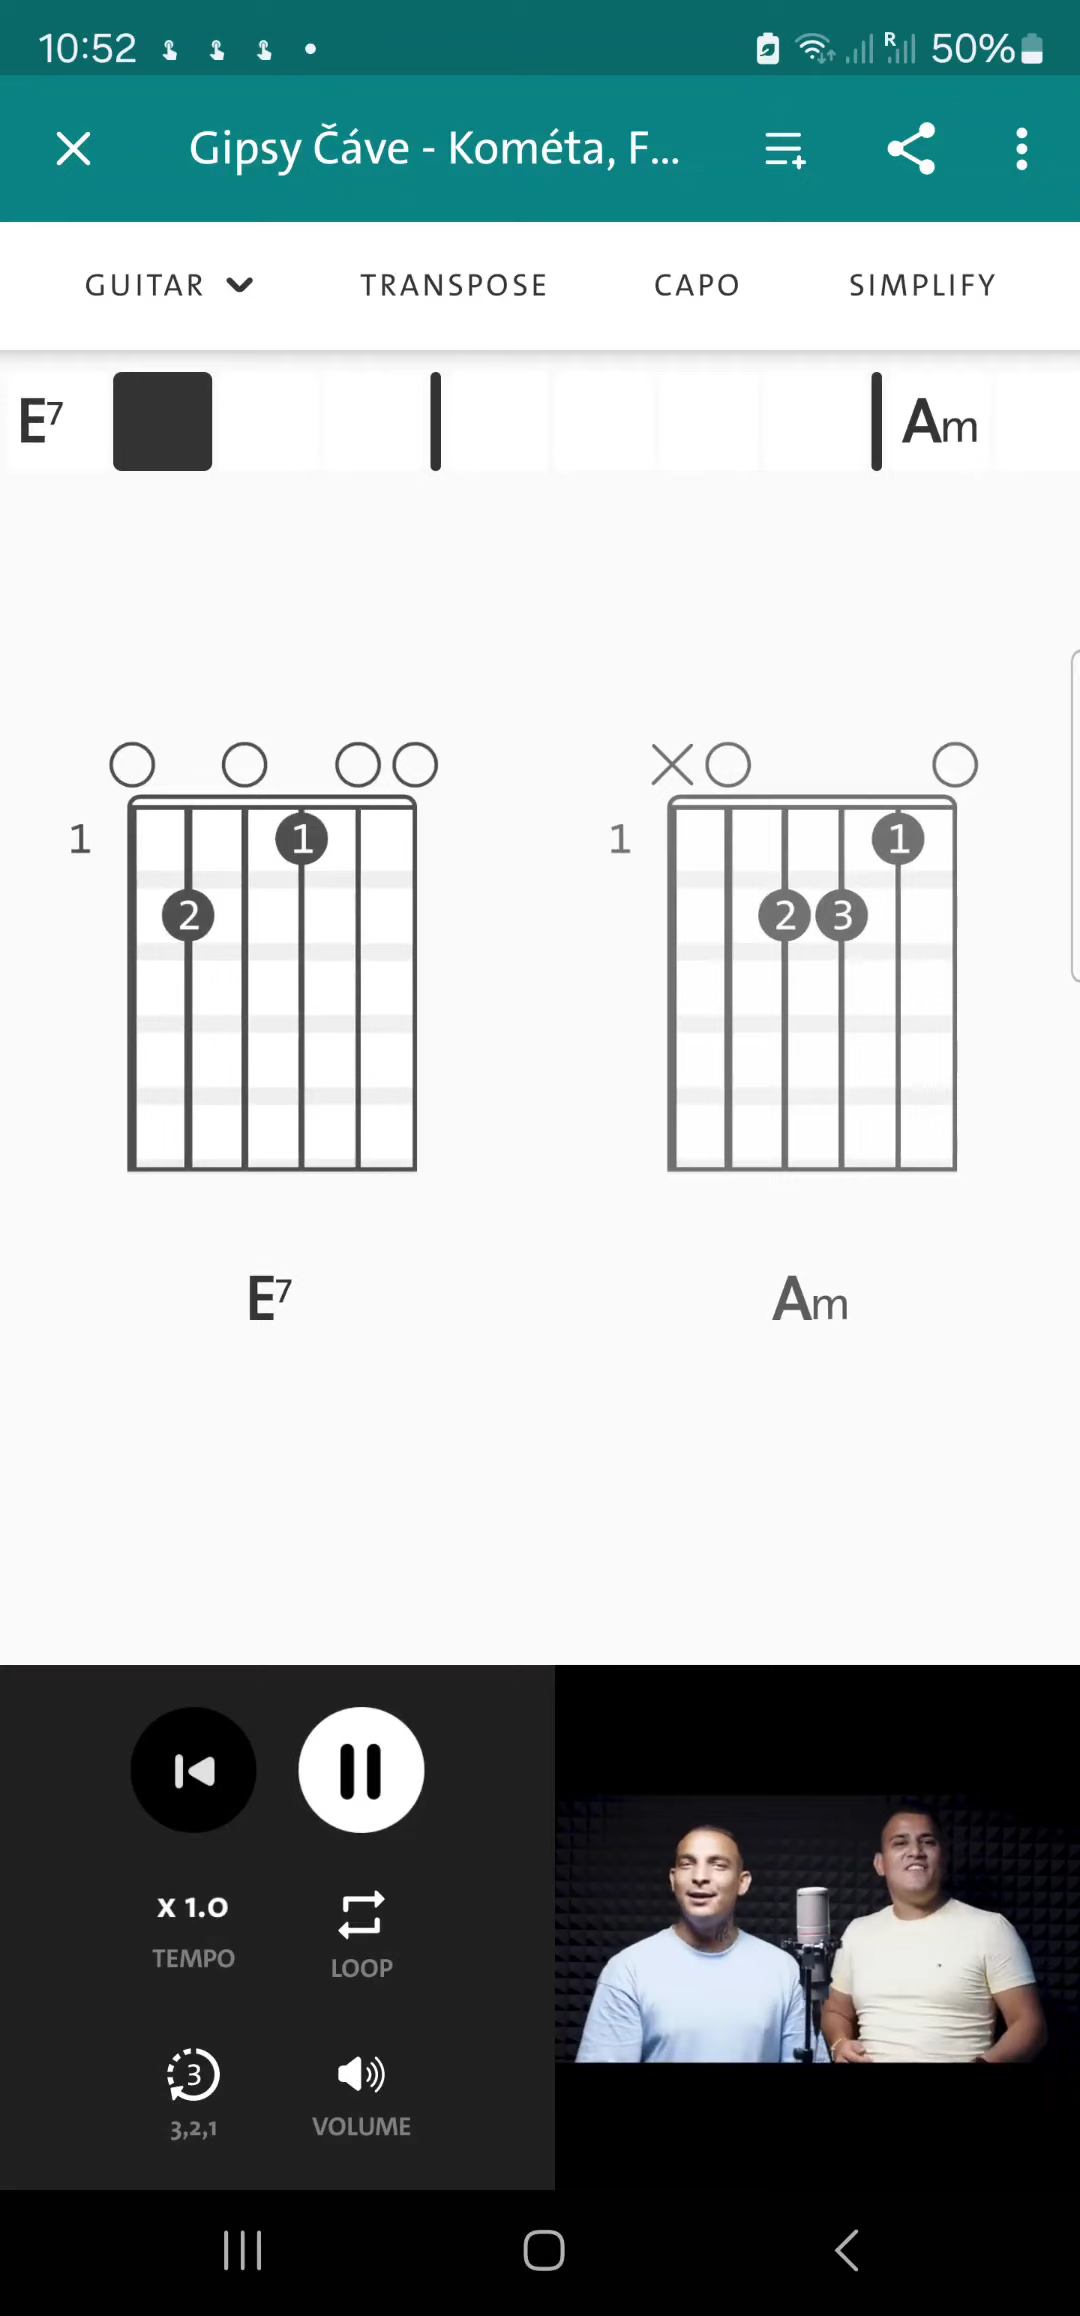 10:52 R 50%
Gipsy Čáve - Kométa, F...
GUITAR TRANSPOSE CAPO SIMPLIFY
E7 Am
1 1 1 1
2 2 3
E7 Am
x 1.0
TEMPO LOOP
3
3,2,1 VOLUME